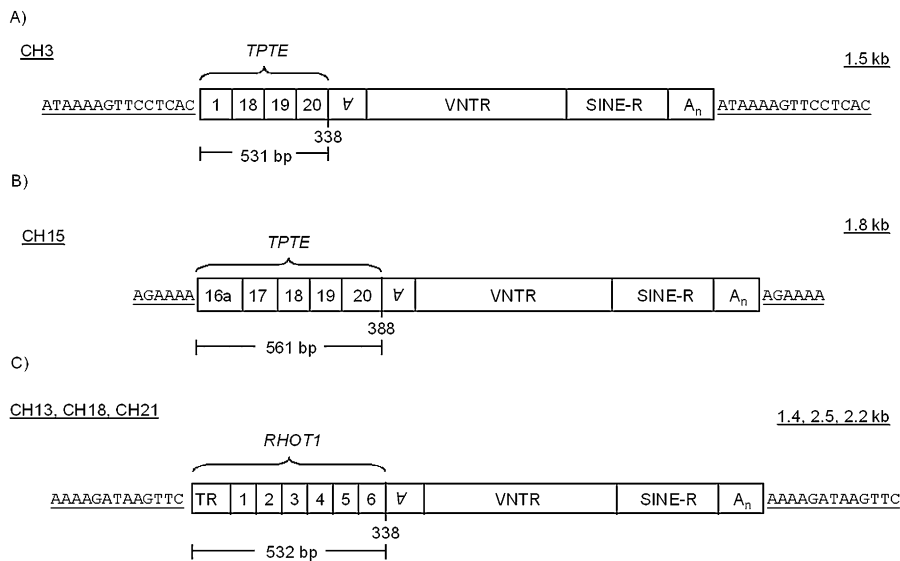 A)
CH3
TPTE
1.5 kb
ATAAAAGTTCCTCAC 1 18 19 20 ∀ VNTR SINE-R An ATAAAAGTTCCTCAC
338
531 bp
B)
CH15
TPTE
1.8 kb
AGAAAA 16a 17 18 19 20 ∀ VNTR SINE-R An AGAAAA
388
561 bp
C)
CH13, CH18, CH21
1.4, 2.5, 2.2 kb
RHOT1
AAAAGATAAGTTC TR 1 2 3 4 5 6 ∀ VNTR SINE-R An AAAAGATAAGTTC
338
532 bp